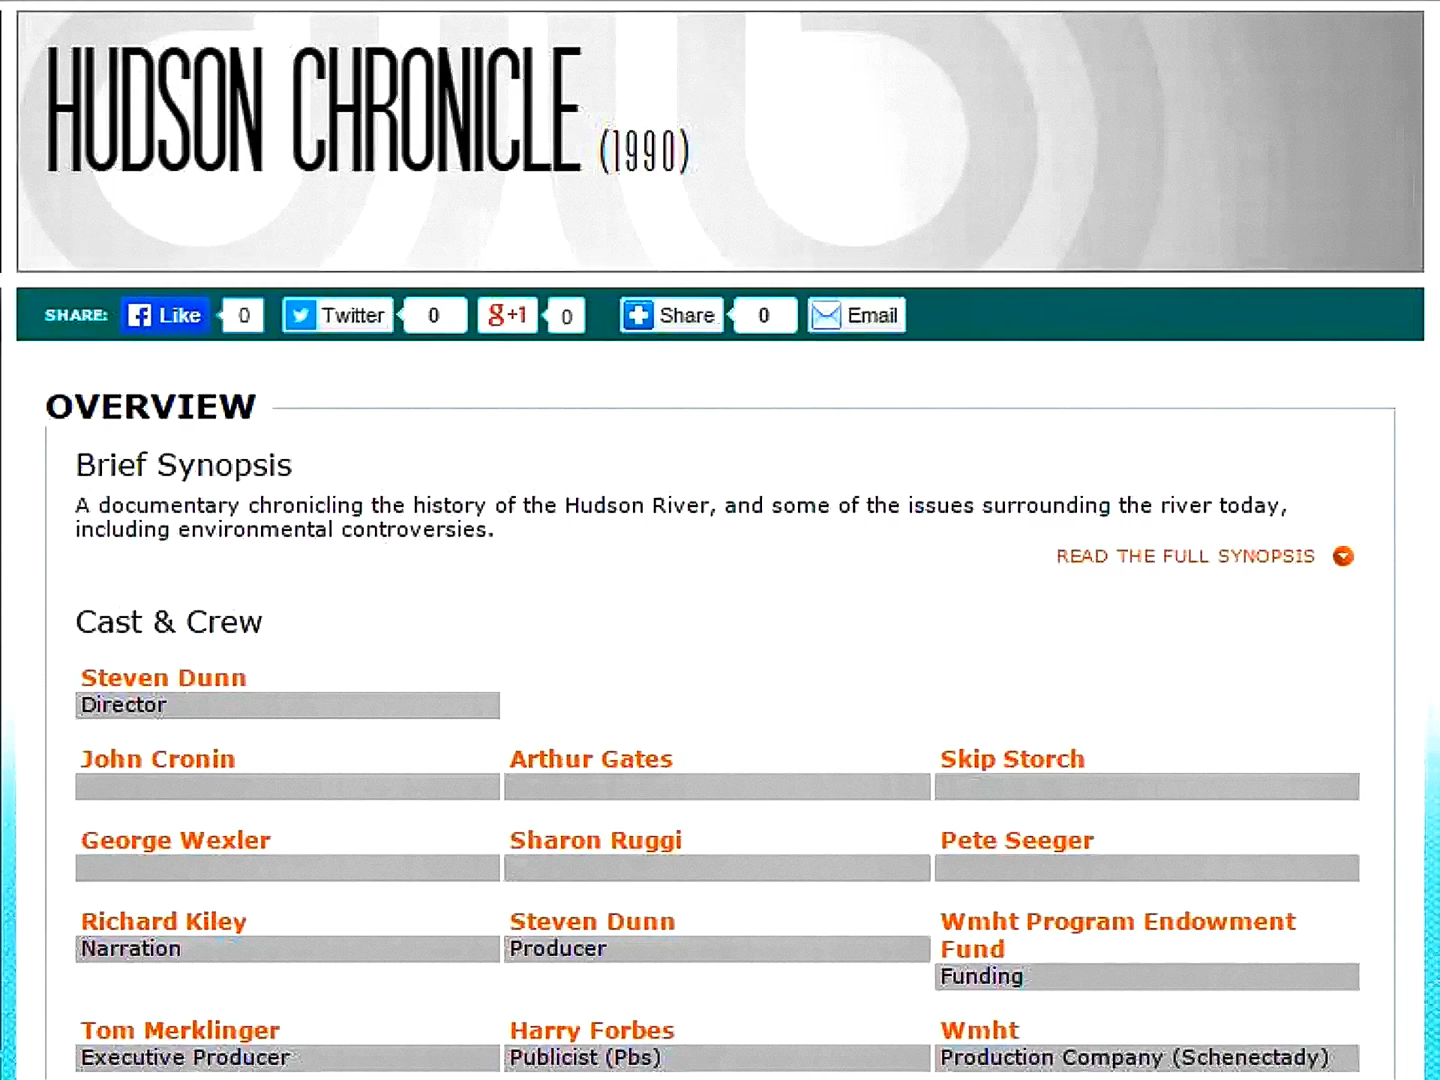 HUDSON CHRONICLE (1990)
SHARE: Like 0 Twitter 0 g+1 0 Share 0 Email
OVERVIEW
Brief Synopsis
A documentary chronicling the history of the Hudson River, and some of the issues surrounding the river today,
including environmental controversies.
READ THE FULL SYNOPSIS
Cast & Crew
Steven Dunn
Director
John Cronin Arthur Gates Skip Storch
George Wexler Sharon Ruggi Pete Seeger
Richard Kiley Steven Dunn Wmht Program Endowment
Fund
Narration Producer
Funding
Tom Merklinger Harry Forbes Wmht
Executive Producer Publicist (Pbs) Production Company (Schenectady)